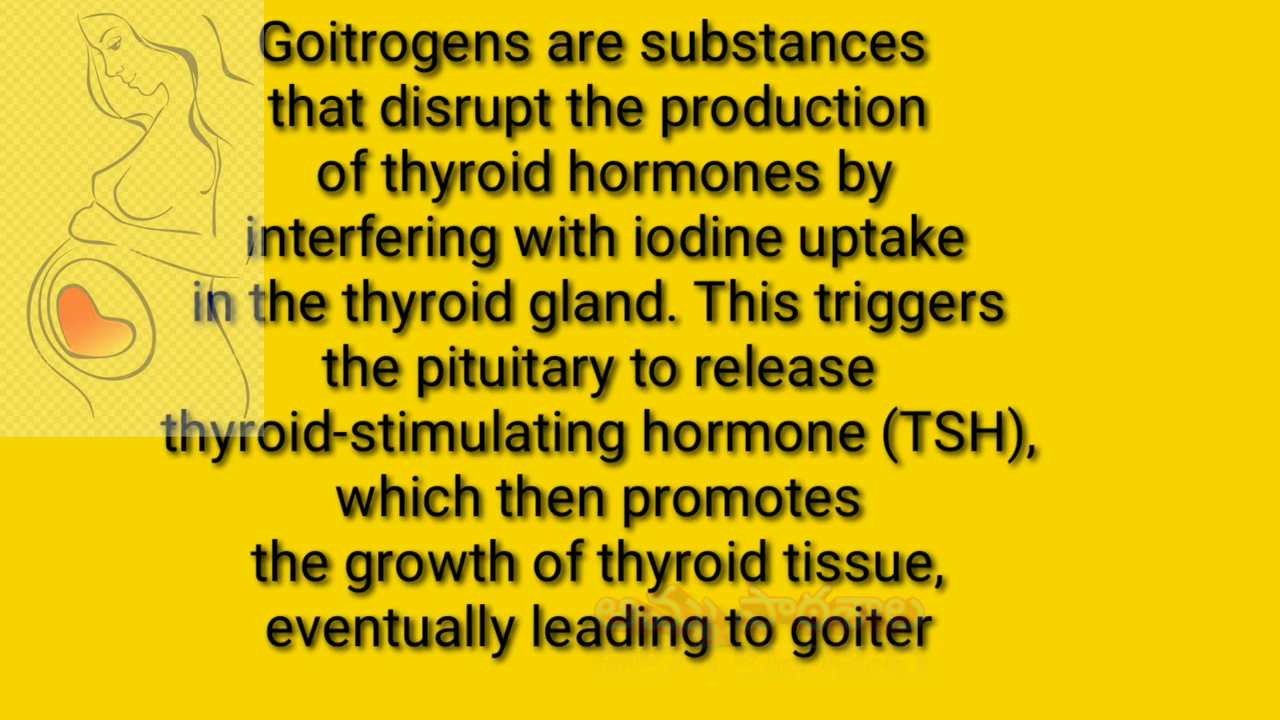 Goitrogens are substances
that disrupt the production
of thyroid hormones by
interfering with iodine uptake
in the thyroid gland. This triggers
the pituitary to release
thyroid-stimulating hormone (TSH),
which then promotes
the growth of thyroid tissue,
eventually leading to goiter